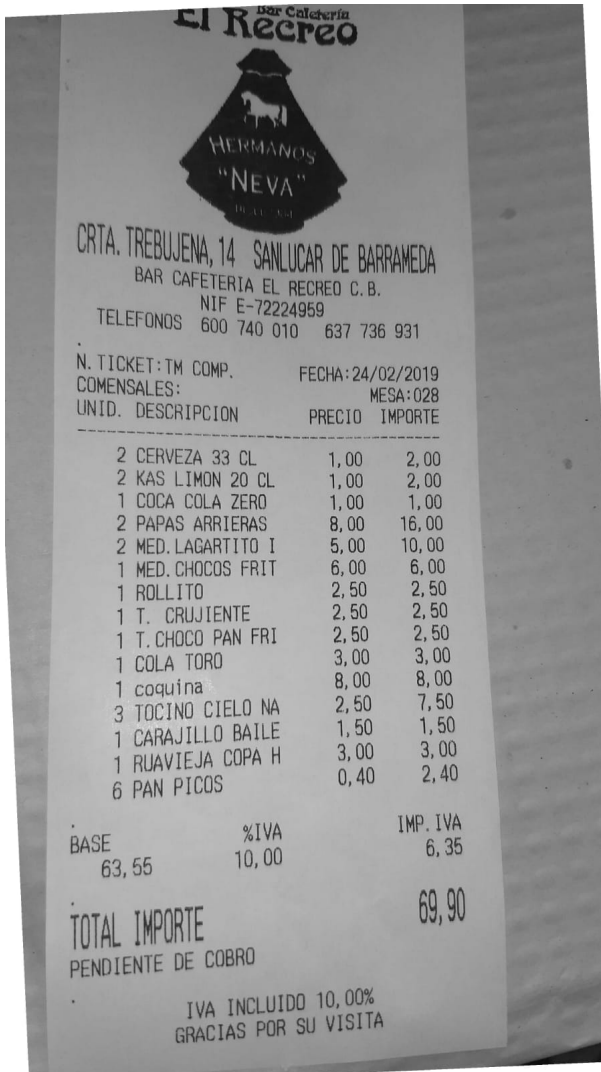 Bar Cafetería
El Recreo
HERMANOS
"NEVA"
CRTA. TREBUJENA, 14 SANLUCAR DE BARRAMEDA
BAR CAFETERIA EL RECREO C.B.
NIF E-72224959
TELEFONOS 600 740 010 637 736 931
N. TICKET:TM COMP. FECHA:24/02/2019
COMENSALES: MESA:028
UNID. DESCRIPCION PRECIO IMPORTE
2 CERVEZA 33 CL 1,00 2,00
2 KAS LIMON 20 CL 1,00 2,00
1 COCA COLA ZERO 1,00 1,00
2 PAPAS ARRIERAS 8,00 16,00
2 MED.LAGARTITO I 5,00 10,00
1 MED.CHOCOS FRIT 6,00 6,00
1 ROLLITO 2,50 2,50
1 T. CRUJIENTE 2,50 2,50
1 T.CHOCO PAN FRI 2,50 2,50
1 COLA TORO 3,00 3,00
1 coquina 8,00 8,00
3 TOCINO CIELO NA 2,50 7,50
1 CARAJILLO BAILE 1,50 1,50
1 RUAVIEJA COPA H 3,00 3,00
6 PAN PICOS 0,40 2,40
BASE %IVA IMP. IVA
63,55 10,00 6,35
TOTAL IMPORTE 69,90
PENDIENTE DE COBRO
IVA INCLUIDO 10,00%
GRACIAS POR SU VISITA